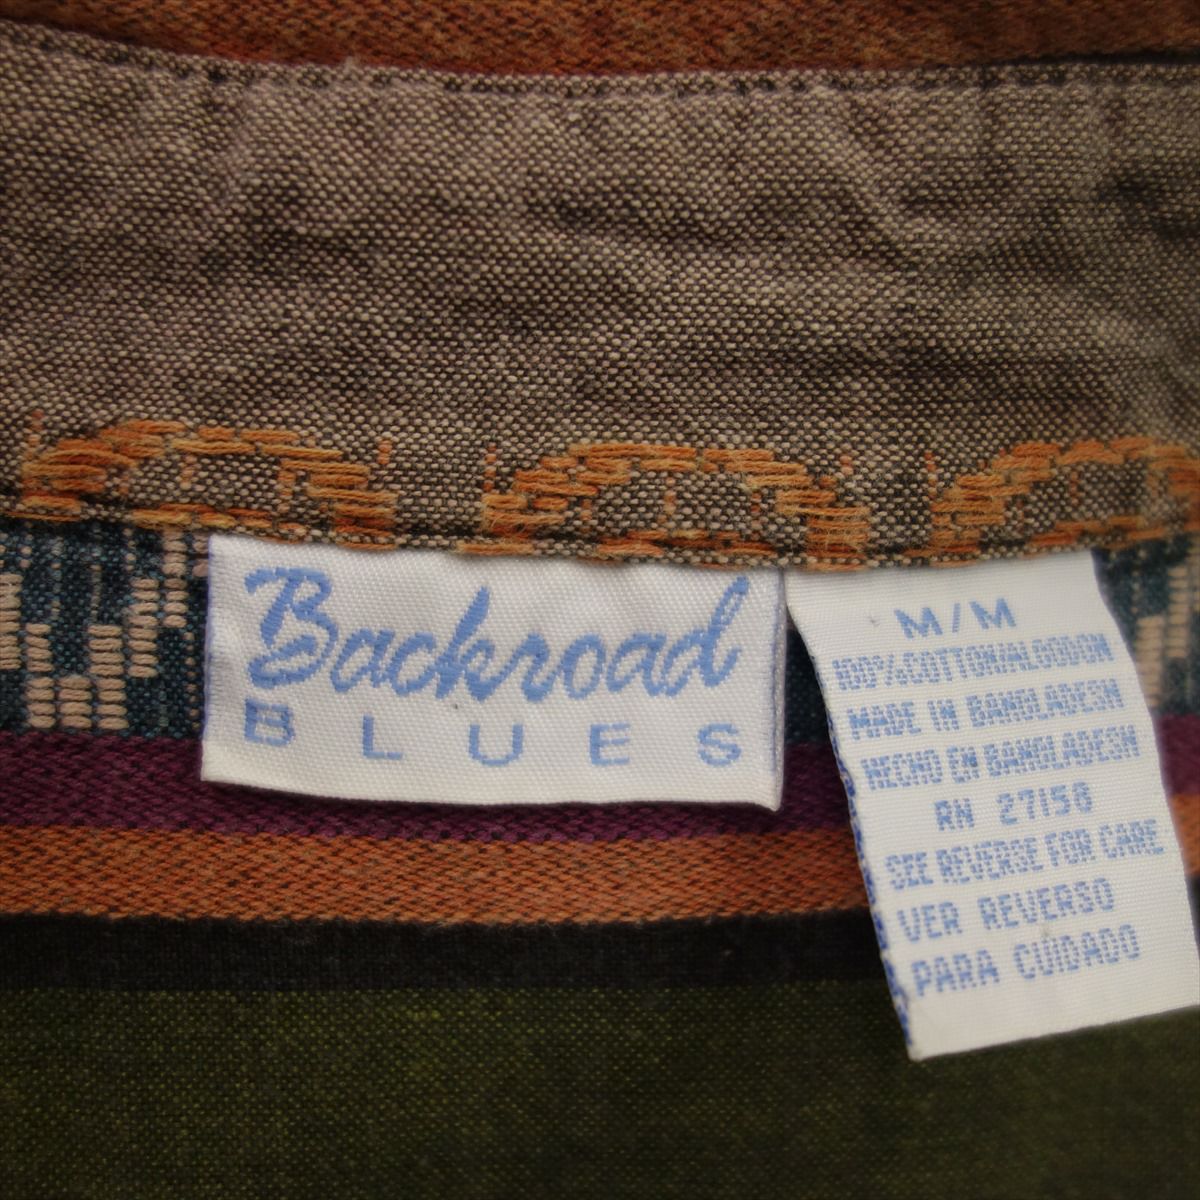 Backroad
BLUES
M/M
100%COTTON/ALGODON
MADE IN BANGLADESH
HECHO EN BANGLADESH
RN 27158
SEE REVERSE FOR CARE
VER REVERSO
PARA CUIDADO